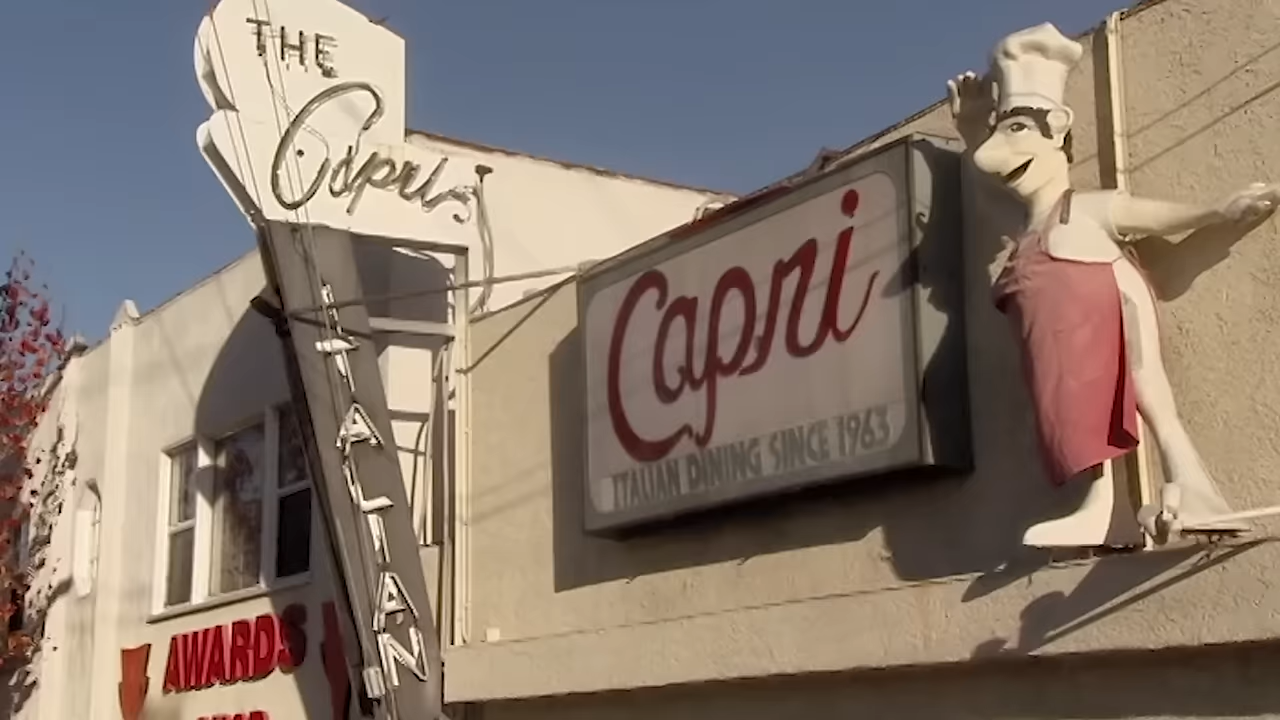 THE
Capri
ITALIAN
Capri
ITALIAN DINING SINCE 1963
AWARDS